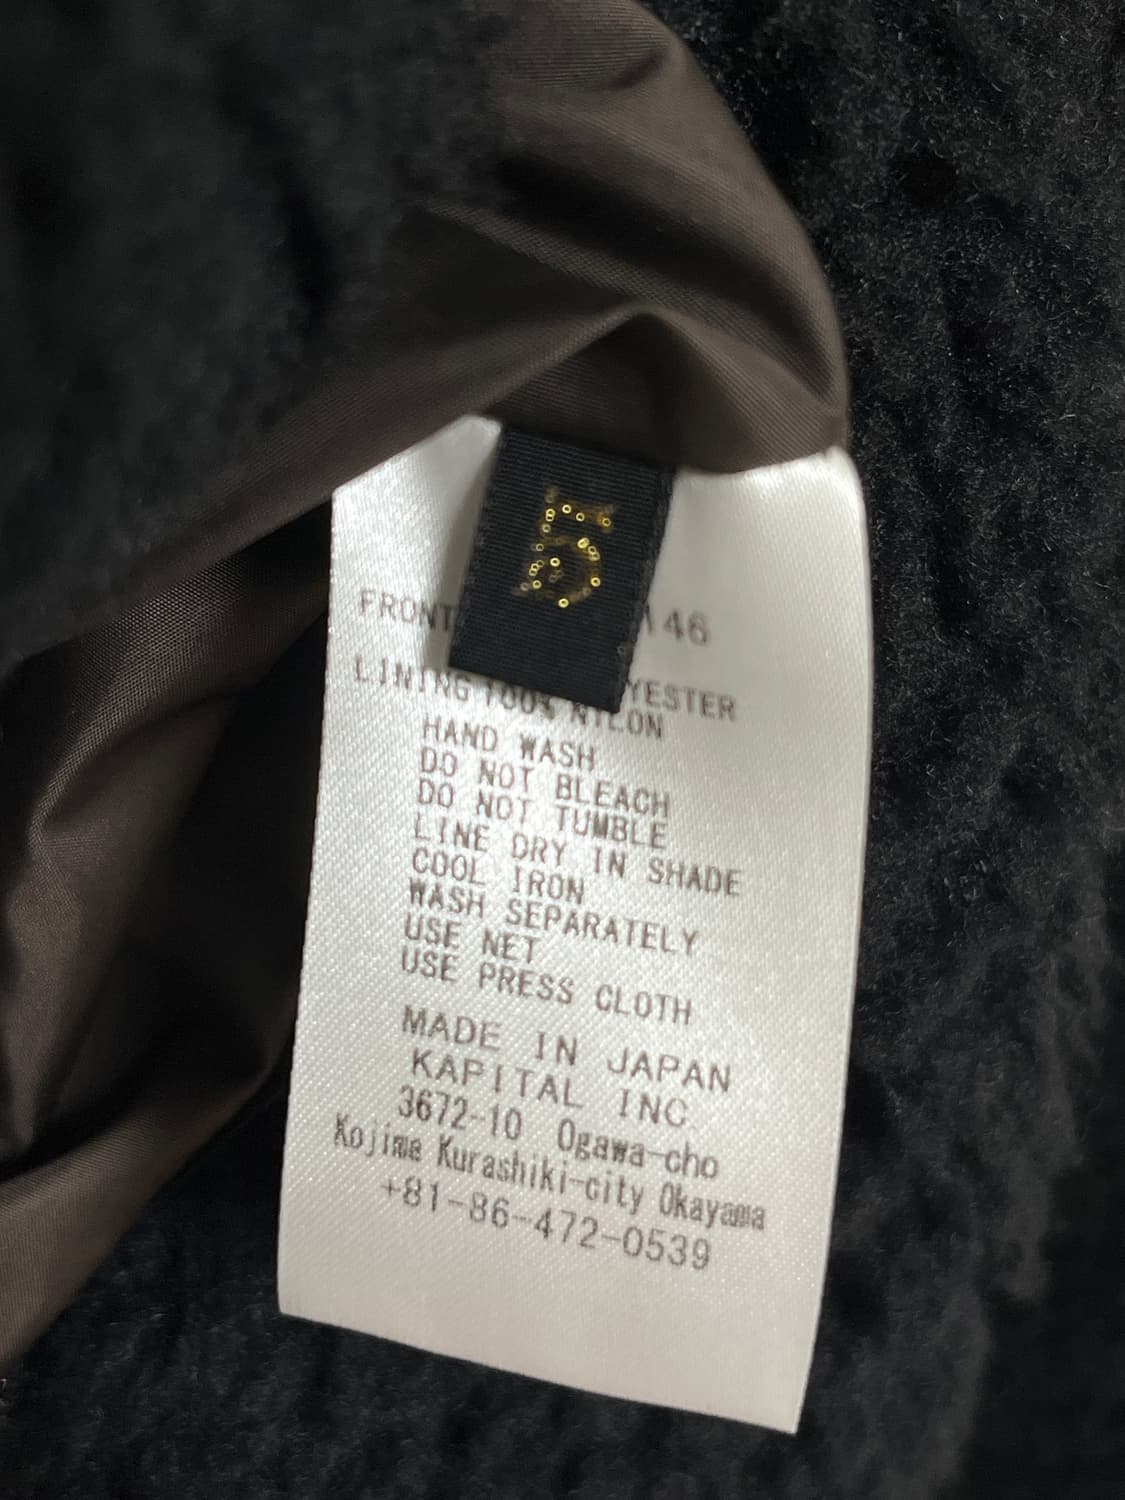 5
FRONT 46
LINING 100% NYLON
HAND WASH
DO NOT BLEACH
DO NOT TUMBLE
LINE DRY IN SHADE
COOL IRON
WASH SEPARATELY
USE NET
USE PRESS CLOTH
MADE IN JAPAN
KAPITAL INC.
3672-10 Ogawa-cho
Kojima Kurashiki-city Okayama
+81-86-472-0539